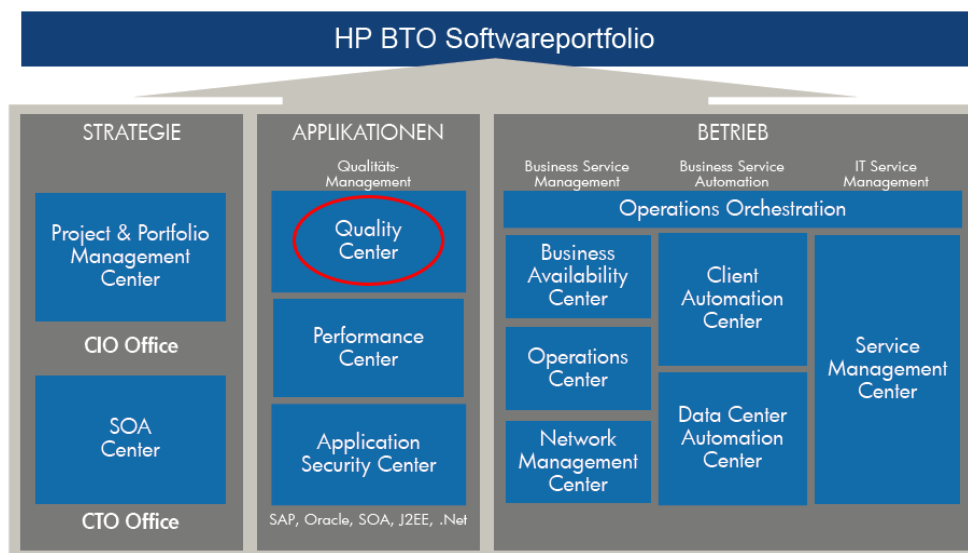 HP BTO Softwareportfolio
STRATEGIE
Project & Portfolio
Management
Center
CIO Office
SOA
Center
CTO Office
APPLIKATIONEN
Qualitäts-
Management
Quality
Center
Performance
Center
Application
Security Center
SAP, Oracle, SOA, J2EE, .Net
BETRIEB
Business Service
Management
Business Service
Automation
IT Service
Management
Operations Orchestration
Business
Availability
Center
Operations
Center
Network
Management
Center
Client
Automation
Center
Data Center
Automation
Center
Service
Management
Center